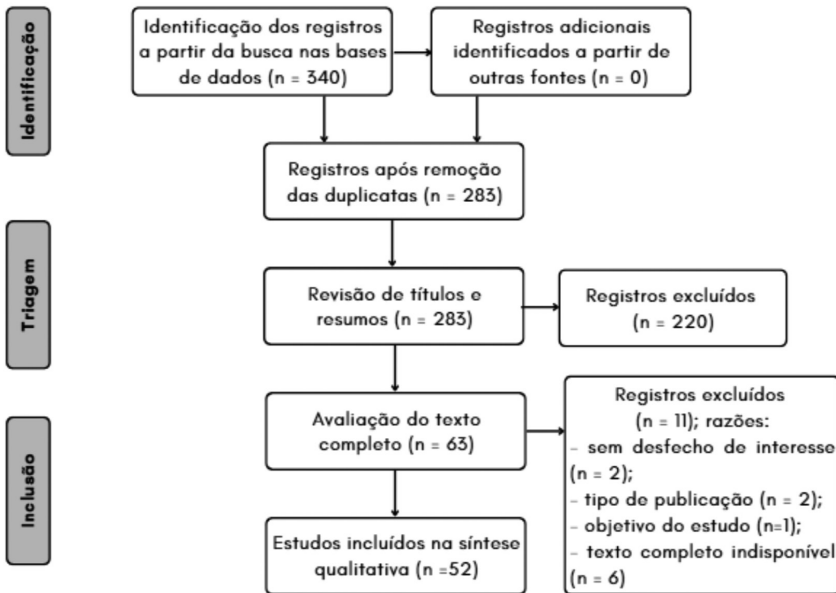 Identificação
Identificação dos registros
a partir da busca nas bases
de dados (n = 340)
Registros adicionais
identificados a partir de
outras fontes (n = 0)
Registros após remoção
das duplicatas (n = 283)
Triagem
Revisão de títulos e
resumos (n = 283)
Registros excluídos
(n = 220)
Inclusão
Avaliação do texto
completo (n = 63)
Registros excluídos
(n = 11); razões:
- sem desfecho de interesse
(n = 2);
- tipo de publicação (n = 2);
- objetivo do estudo (n=1);
- texto completo indisponível
(n = 6)
Estudos incluídos na síntese
qualitativa (n =52)